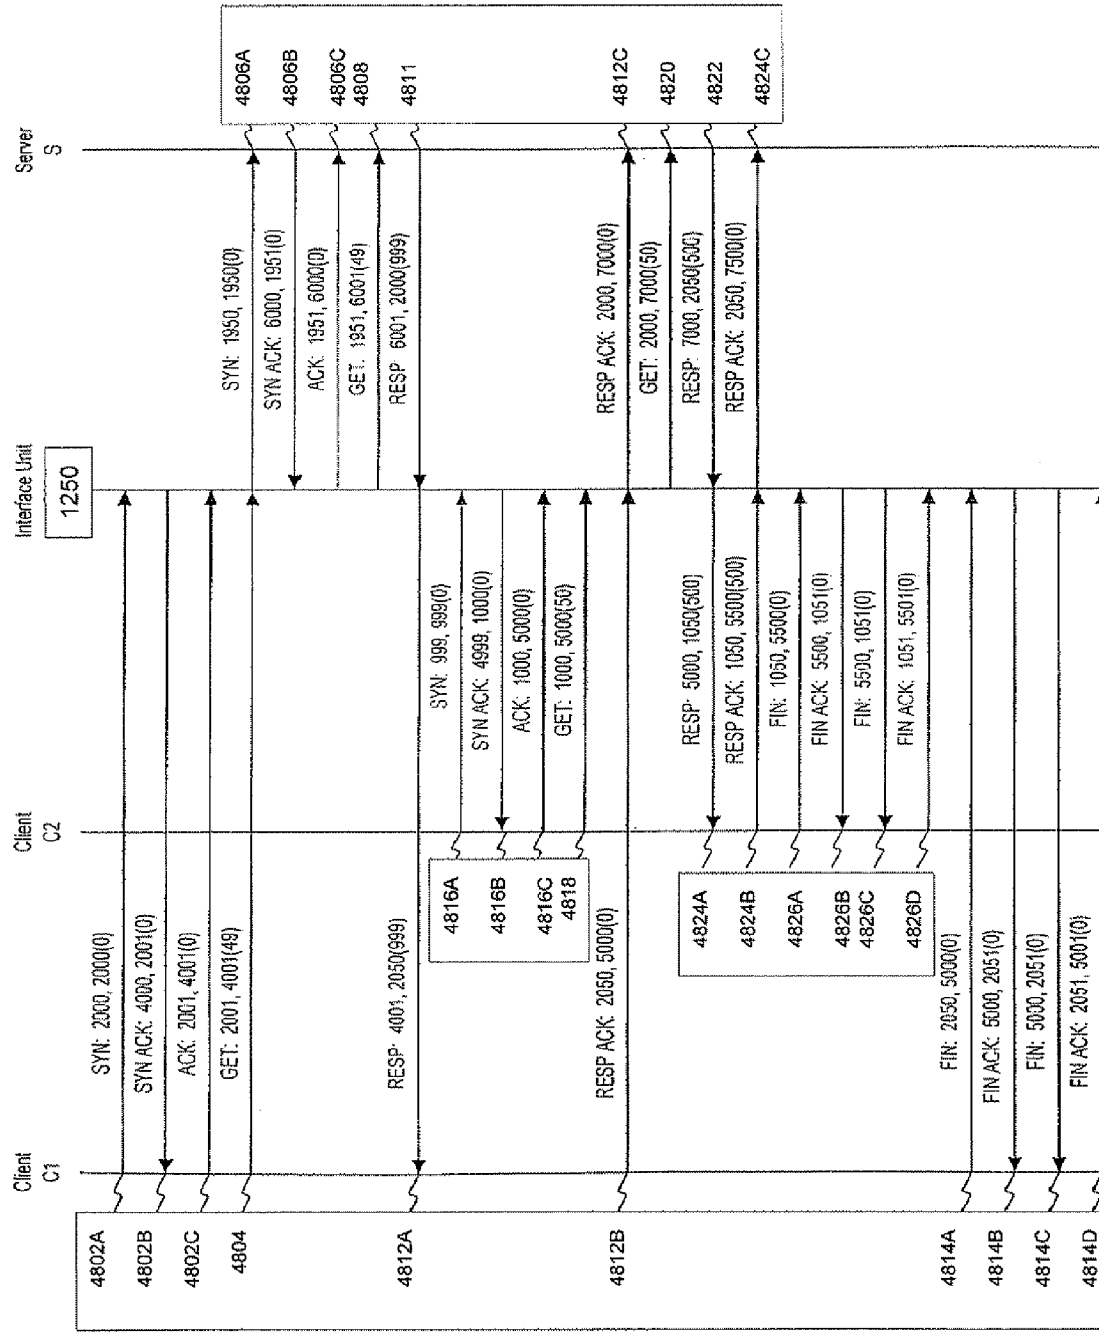 Client
C1
Client
C2
Interface Unit
1250
Server
S
4802A
4802B
4802C
4804
4812A
4812B
4814A
4814B
4814C
4814D
SYN: 2000, 2000(0)
SYN ACK: 4000, 2001(0)
ACK: 2001, 4001(0)
GET: 2001, 4001(49)
RESP: 4001, 2050(999)
RESP ACK: 2050, 5000(0)
FIN: 2050, 5000(0)
FIN ACK: 5000, 2051(0)
FIN: 5000, 2051(0)
FIN ACK: 2051, 5001(0)
4816A
4816B
4816C
4818
4824A
4824B
4826A
4826B
4826C
4826D
SYN: 999, 999(0)
SYN ACK: 4999, 1000(0)
ACK: 1000, 5000(0)
GET: 1000, 5000(50)
RESP: 5000, 1050(500)
RESP ACK: 1050, 5500(500)
FIN: 1050, 5500(0)
FIN ACK: 5500, 1051(0)
FIN: 5500, 1051(0)
FIN ACK: 1051, 5501(0)
SYN: 1950, 1950(0)
SYN ACK: 6000, 1951(0)
ACK: 1951, 6000(0)
GET: 1951, 6001(49)
RESP: 6001, 2000(999)
RESP ACK: 2000, 7000(0)
GET: 2000, 7000(50)
RESP: 7000, 2050(500)
RESP ACK: 2050, 7500(0)
4806A
4806B
4806C
4808
4811
4812C
4820
4822
4824C